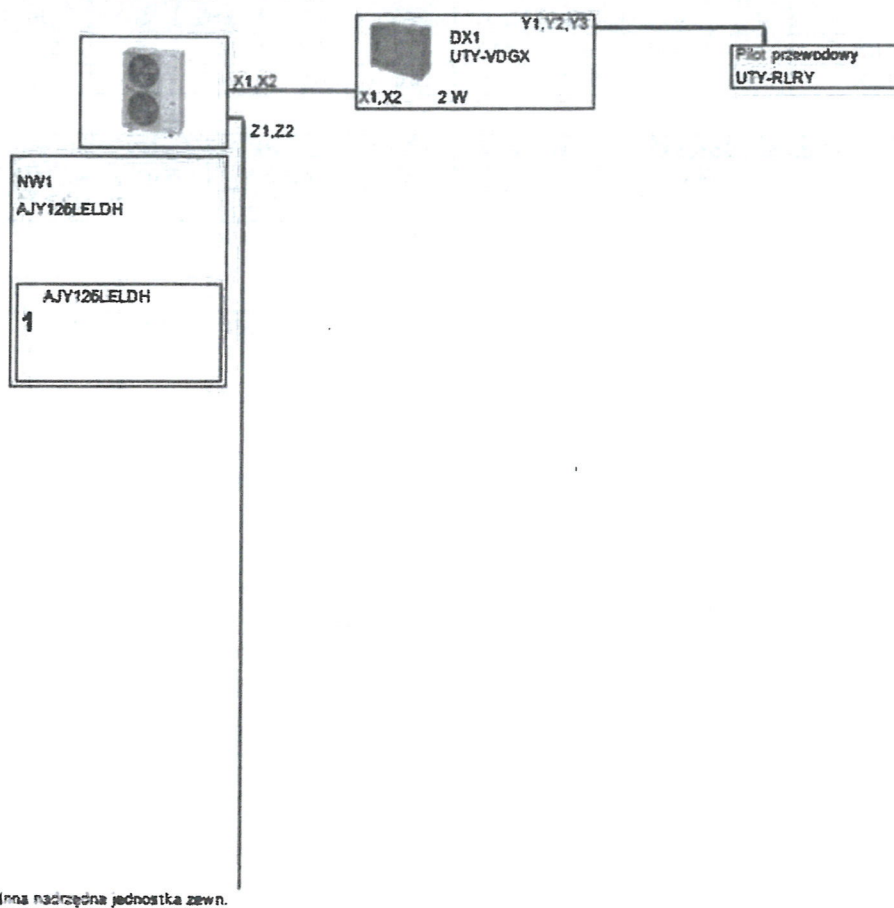 Y1,Y2,Y3
DX1
UTY-VDGX
X1,X2 2 W
Pilot przewodowy
UTY-RLRY
X1,X2
Z1,Z2
NW1
AJY126LELDH
AJY126LELDH
1
Inna nadrzędna jednostka zewn.